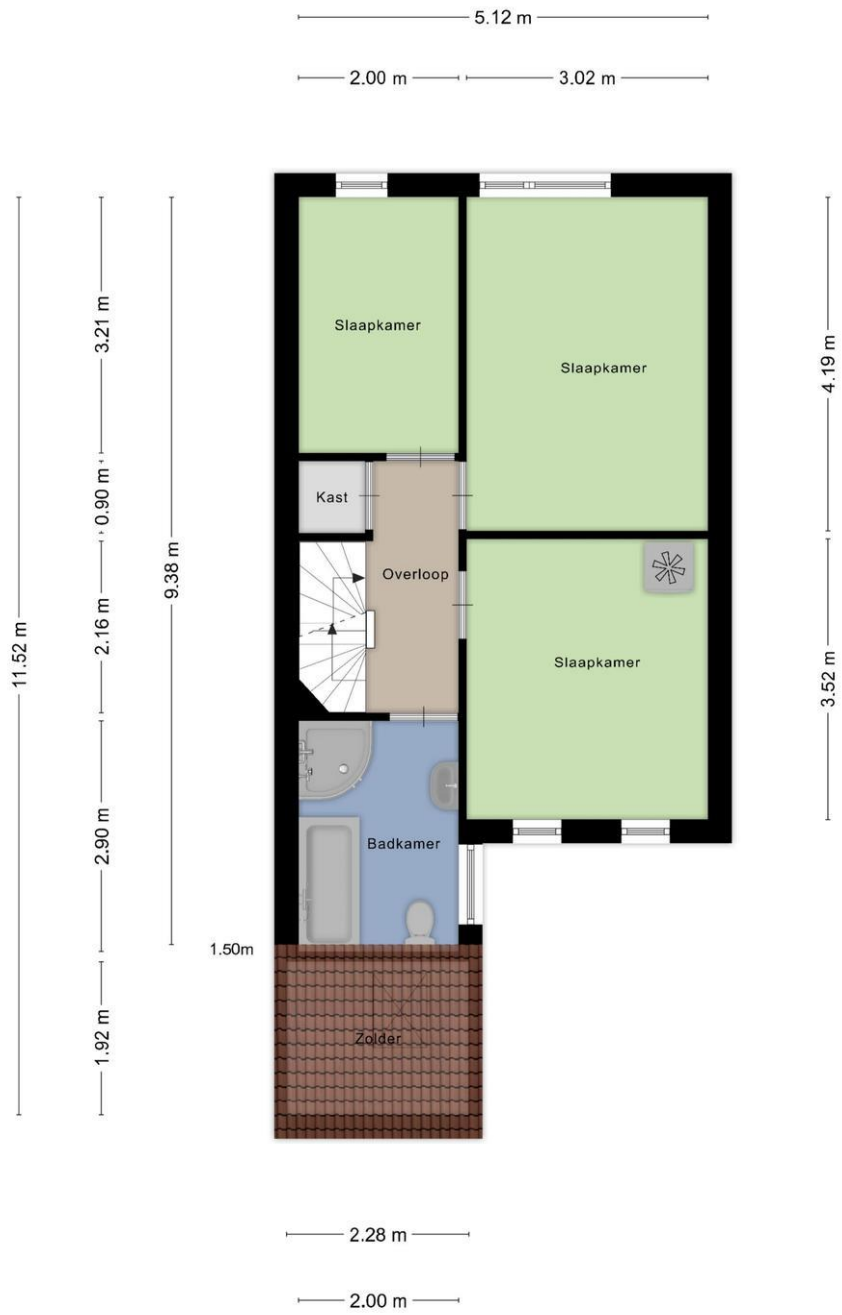 5.12 m
2.00 m
3.02 m
Slaapkamer
Slaapkamer
Kast
Overloop
Slaapkamer
Badkamer
Zolder
11.52 m
3.21 m
0.90 m
2.16 m
2.90 m
1.92 m
9.38 m
1.50m
4.19 m
3.52 m
2.28 m
2.00 m